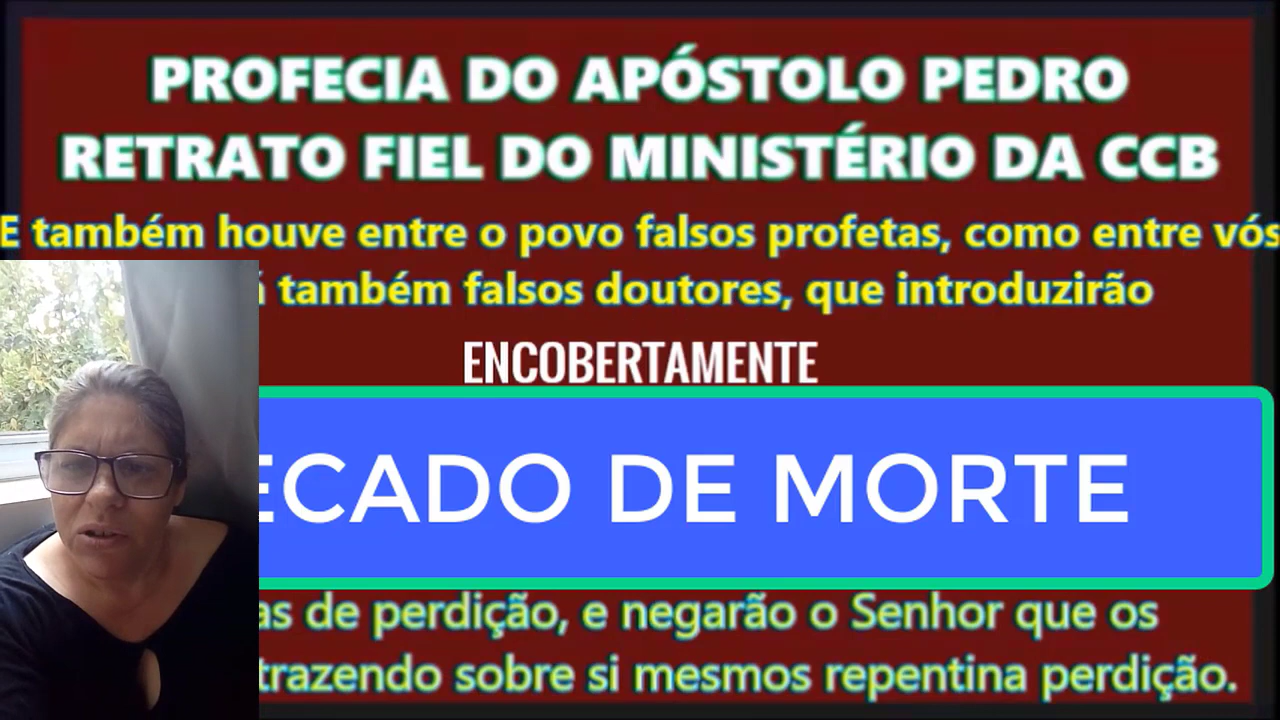 PROFECIA DO APÓSTOLO PEDRO
RETRATO FIEL DO MINISTÉRIO DA CCB
E também houve entre o povo falsos profetas, como entre vós
também falsos doutores, que introduzirão
ENCOBERTAMENTE
ECADO DE MORTE
as de perdição, e negarão o Senhor que os
trazendo sobre si mesmos repentina perdição.